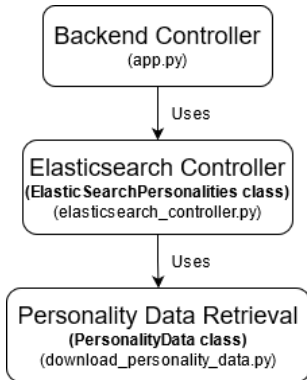 Backend Controller
(app.py)
Uses
Elasticsearch Controller
(ElasticSearchPersonalities class)
(elasticsearch_controller.py)
Uses
Personality Data Retrieval
(PersonalityData class)
(download_personality_data.py)